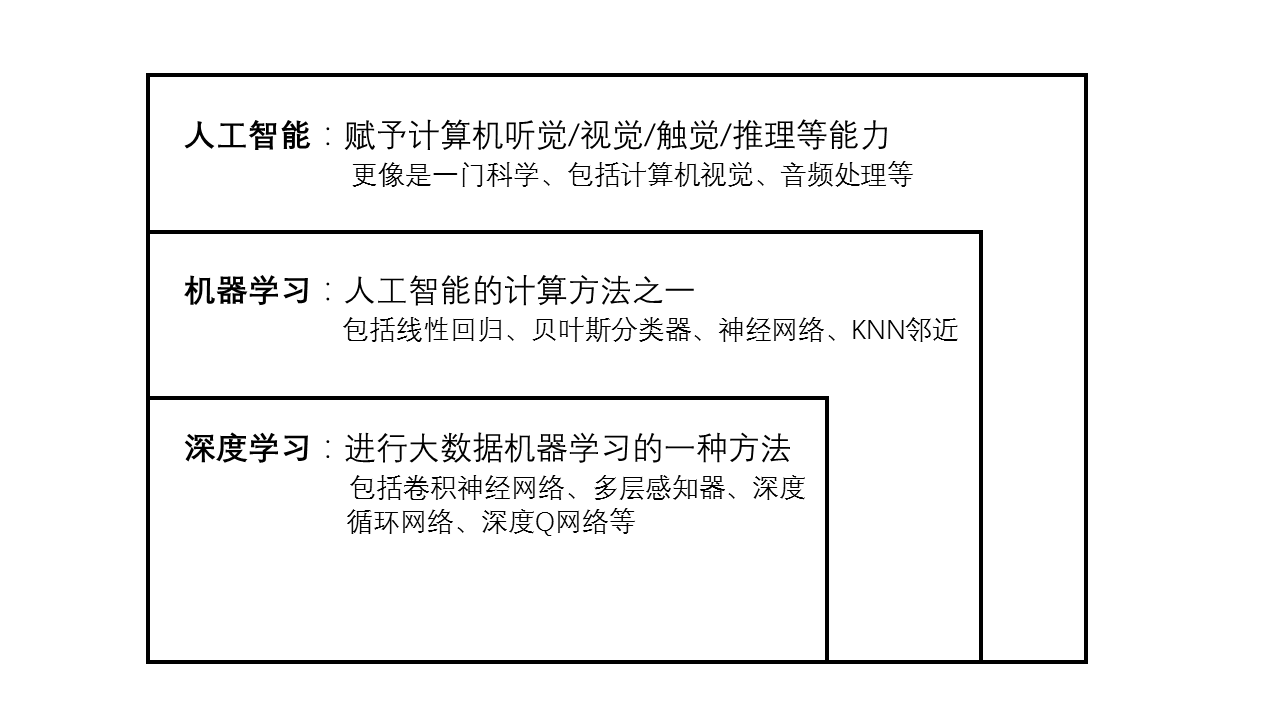 人工智能：赋予计算机听觉/视觉/触觉/推理等能力
更像是一门科学、包括计算机视觉、音频处理等
机器学习：人工智能的计算方法之一
包括线性回归、贝叶斯分类器、神经网络、KNN邻近
深度学习：进行大数据机器学习的一种方法
包括卷积神经网络、多层感知器、深度
循环网络、深度Q网络等